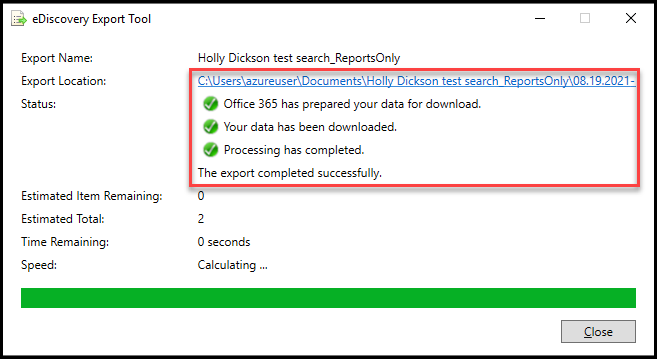 eDiscovery Export Tool
Export Name: Holly Dickson test search_ReportsOnly
Export Location: C:\Users\azureuser\Documents\Holly Dickson test search_ReportsOnly\08.19.2021-
Status: Office 365 has prepared your data for download.
Your data has been downloaded.
Processing has completed.
The export completed successfully.
Estimated Item Remaining: 0
Estimated Total: 2
Time Remaining: 0 seconds
Speed: Calculating ...
Close